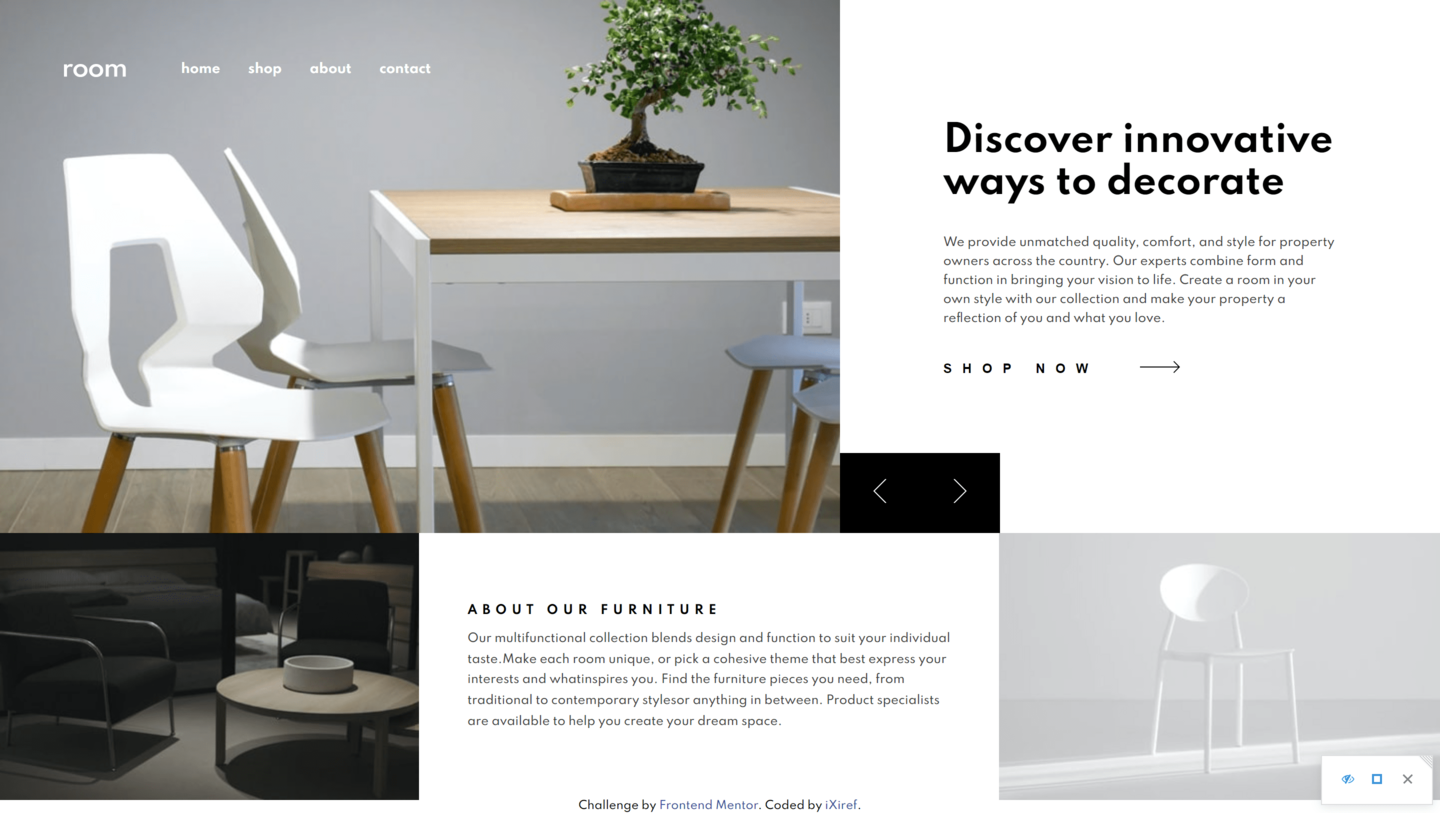 room
home shop about contact
Discover innovative
ways to decorate
We provide unmatched quality, comfort, and style for property
owners across the country. Our experts combine form and
function in bringing your vision to life. Create a room in your
own style with our collection and make your property a
reflection of you and what you love.
SHOP NOW
ABOUT OUR FURNITURE
Our multifunctional collection blends design and function to suit your individual
taste.Make each room unique, or pick a cohesive theme that best express your
interests and whatinspires you. Find the furniture pieces you need, from
traditional to contemporary stylesor anything in between. Product specialists
are available to help you create your dream space.
Challenge by Frontend Mentor. Coded by iXiref.